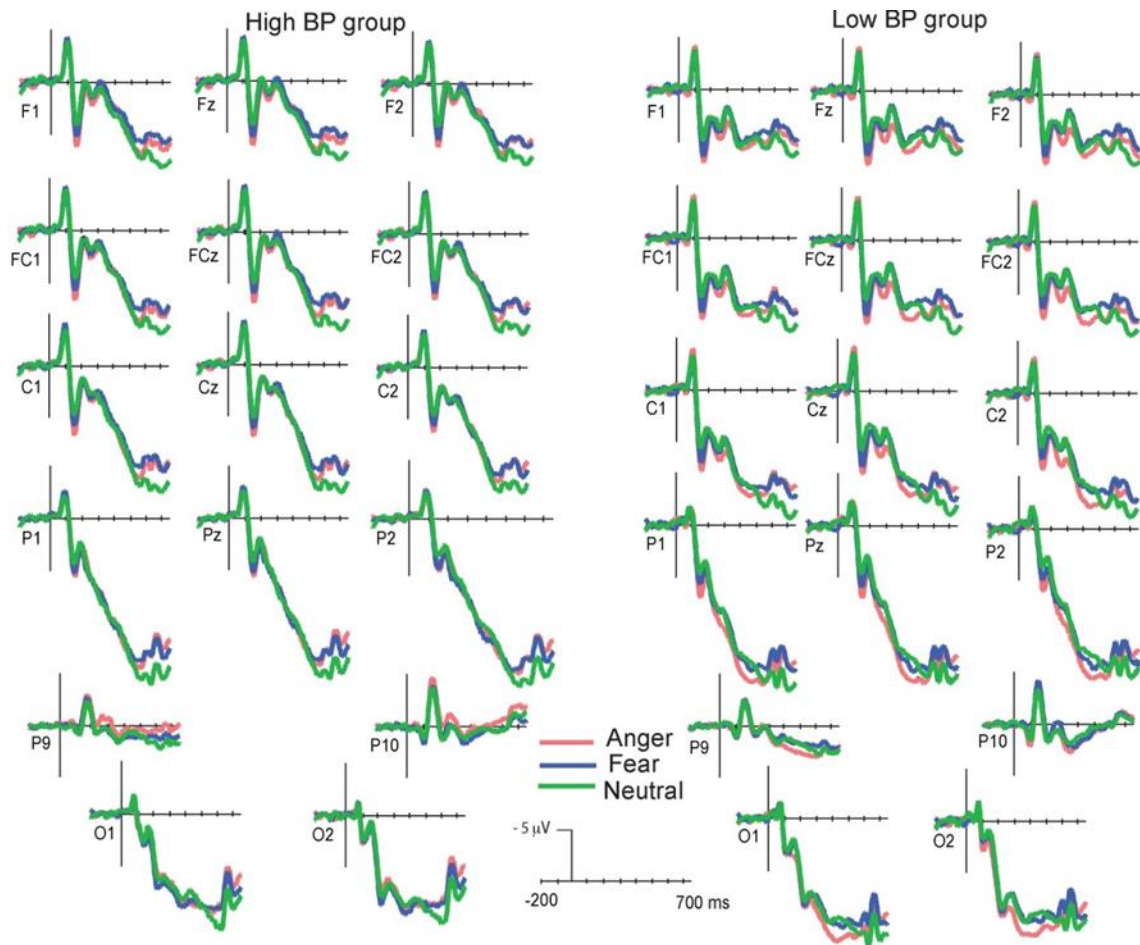 High BP group
Low BP group
F1 Fz F2 F1 Fz F2
FC1 FCz FC2 FC1 FCz FC2
C1 Cz C2 C1 Cz C2
P1 Pz P2 P1 Pz P2
P9 P10 P9 P10
Anger
Fear
Neutral
O1 O2 O1 O2
- 5 μV
-200 700 ms